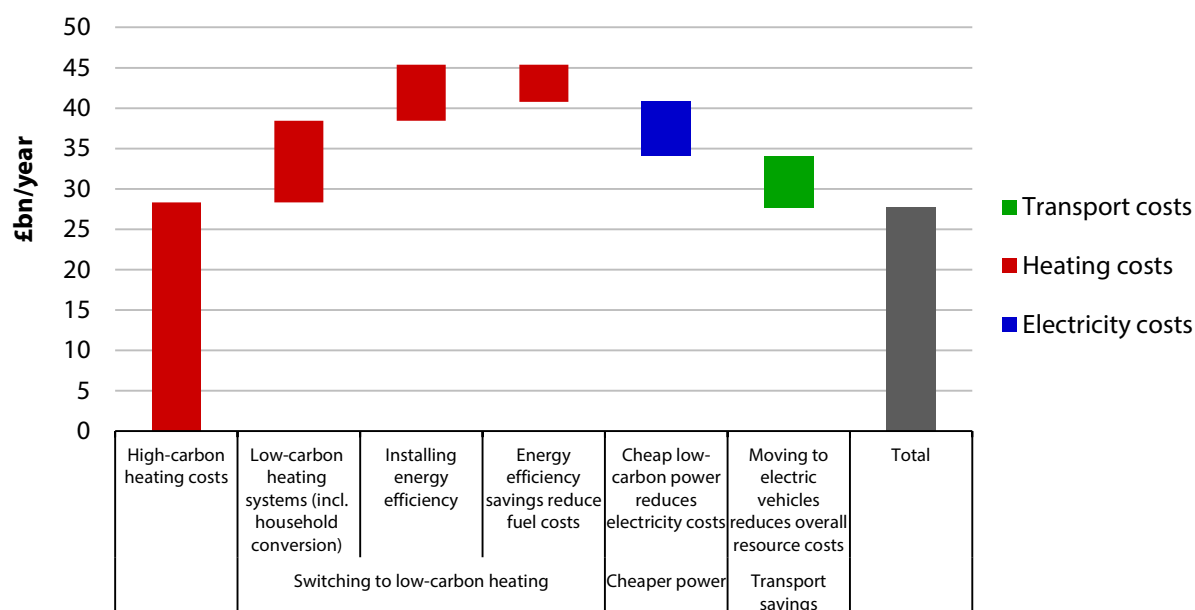 50
45
40
35
30
25
20
15
10
5
0
£bn/year
High-carbon
heating costs
Low-carbon
heating
systems (incl.
household
conversion)
Installing
energy
efficiency
Energy
efficiency
savings reduce
fuel costs
Cheap low-
carbon power
reduces
electricity costs
Moving to
electric
vehicles
reduces overall
resource costs
Total
Switching to low-carbon heating
Cheaper power
Transport
savings
Transport costs
Heating costs
Electricity costs